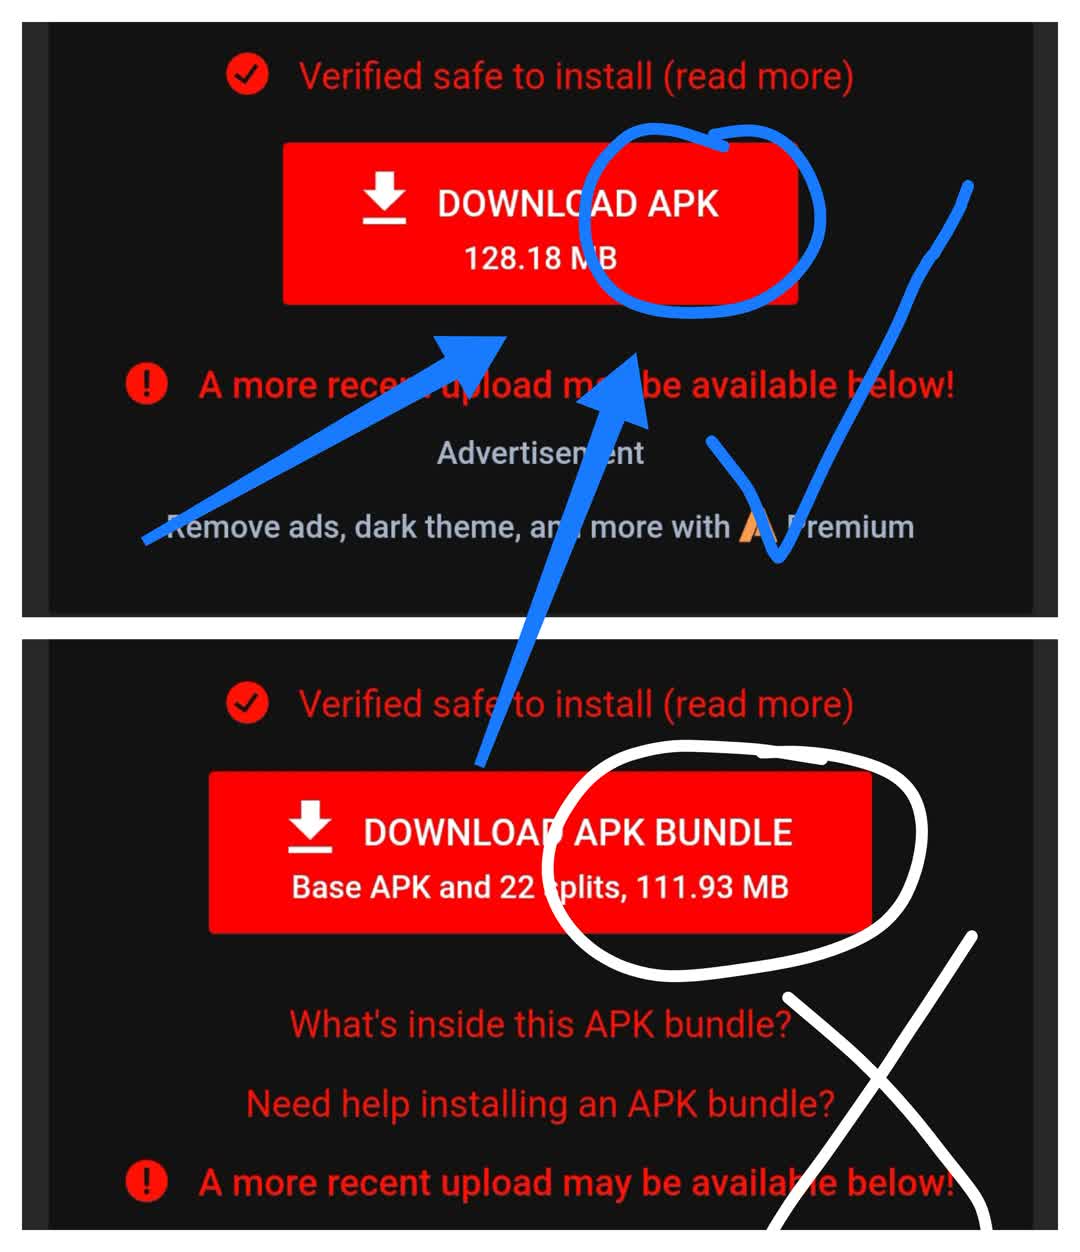 Verified safe to install (read more)
DOWNLOAD APK
128.18 MB
A more recent upload may be available below!
Advertisement
Remove ads, dark theme, and more with Premium
Verified safe to install (read more)
DOWNLOAD APK BUNDLE
Base APK and 22 splits, 111.93 MB
What's inside this APK bundle?
Need help installing an APK bundle?
A more recent upload may be available below!